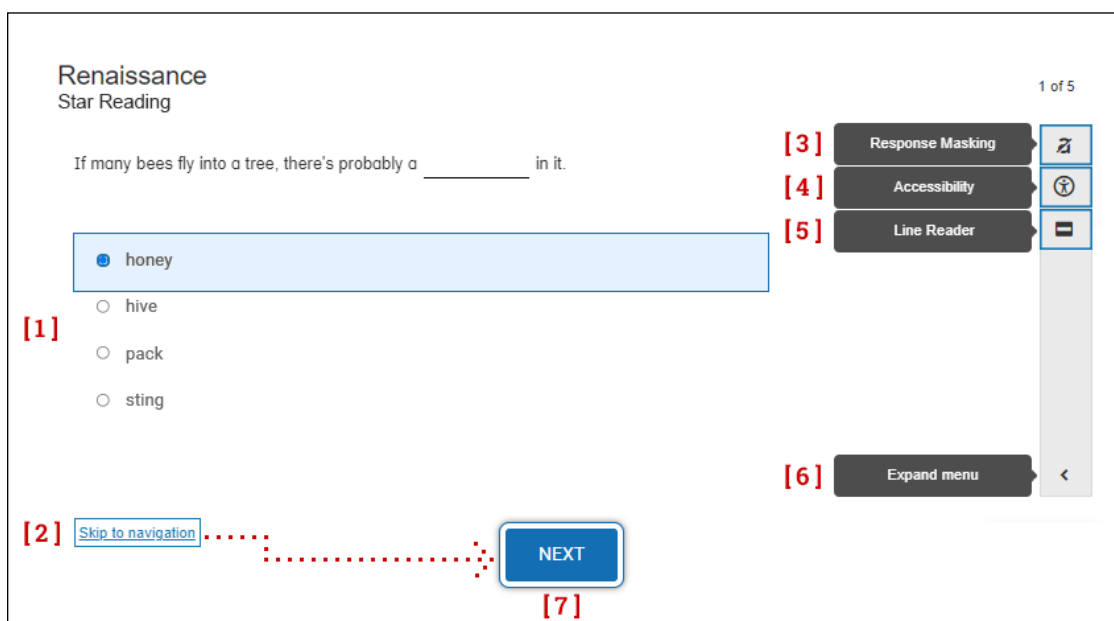 Renaissance
Star Reading
1 of 5
If many bees fly into a tree, there's probably a __________ in it.
[3] Response Masking
[4] Accessibility
[5] Line Reader
honey
hive
[1]
pack
sting
[6] Expand menu
[2] Skip to navigation
NEXT
[7]